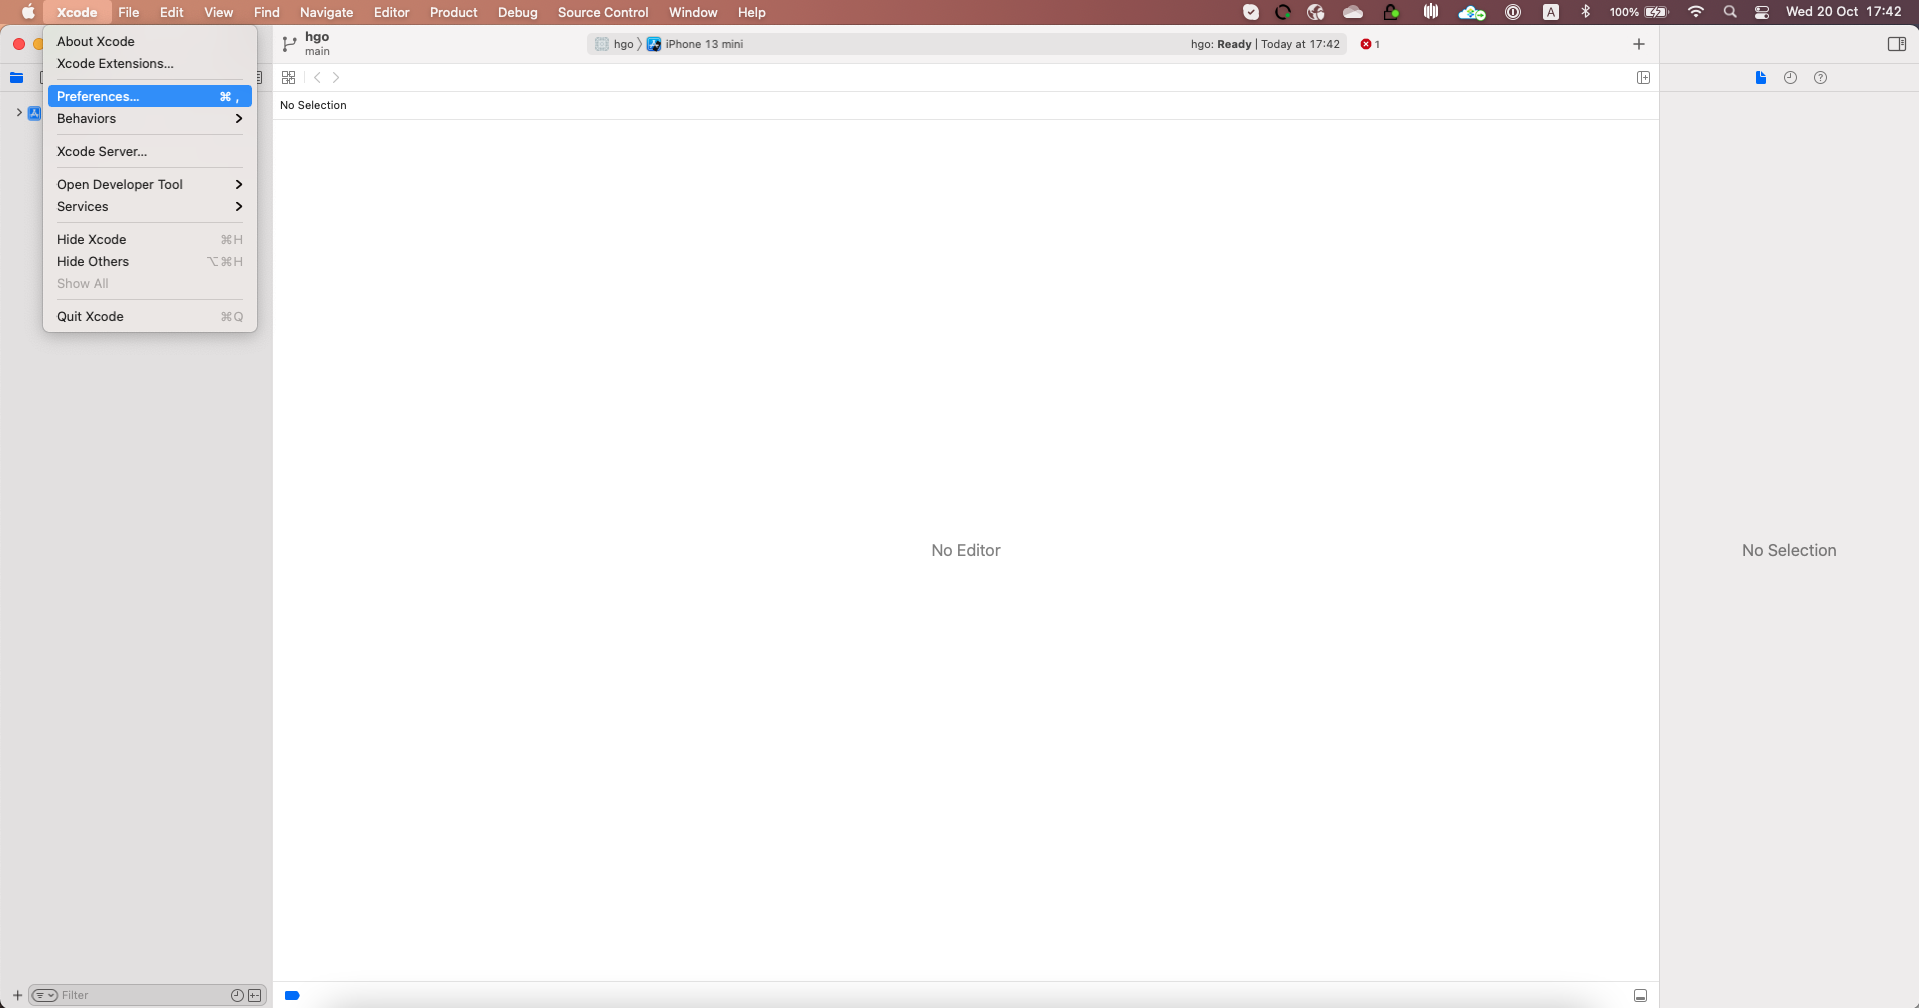 Xcode File Edit View Find Navigate Editor Product Debug Source Control Window Help A 100% Wed 20 Oct 17:42
About Xcode
Xcode Extensions...
Preferences... ⌘ ,
Behaviors
Xcode Server...
Open Developer Tool
Services
Hide Xcode ⌘H
Hide Others ⌥⌘H
Show All
Quit Xcode ⌘Q
hgo
main
hgo 〉 iPhone 13 mini
hgo: Ready | Today at 17:42
1
No Selection
No Editor
No Selection
Filter